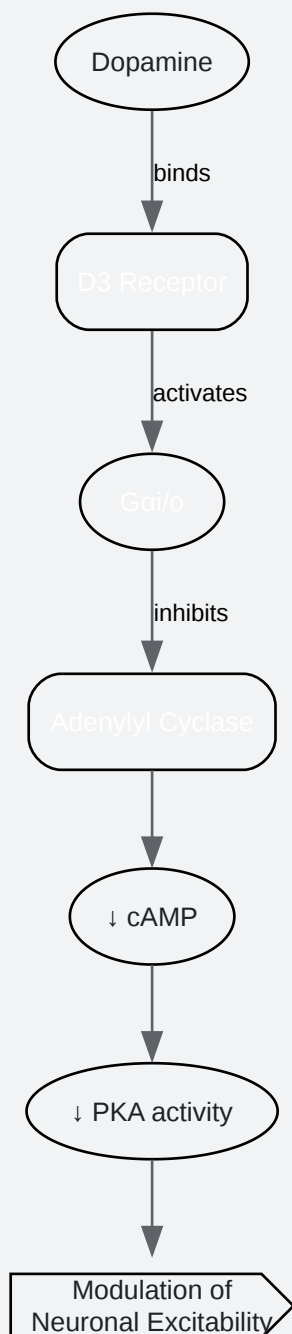 Dopamine
binds
D3 Receptor
activates
Gαi/o
inhibits
Adenylyl Cyclase
↓ cAMP
↓ PKA activity
Modulation of
Neuronal Excitability